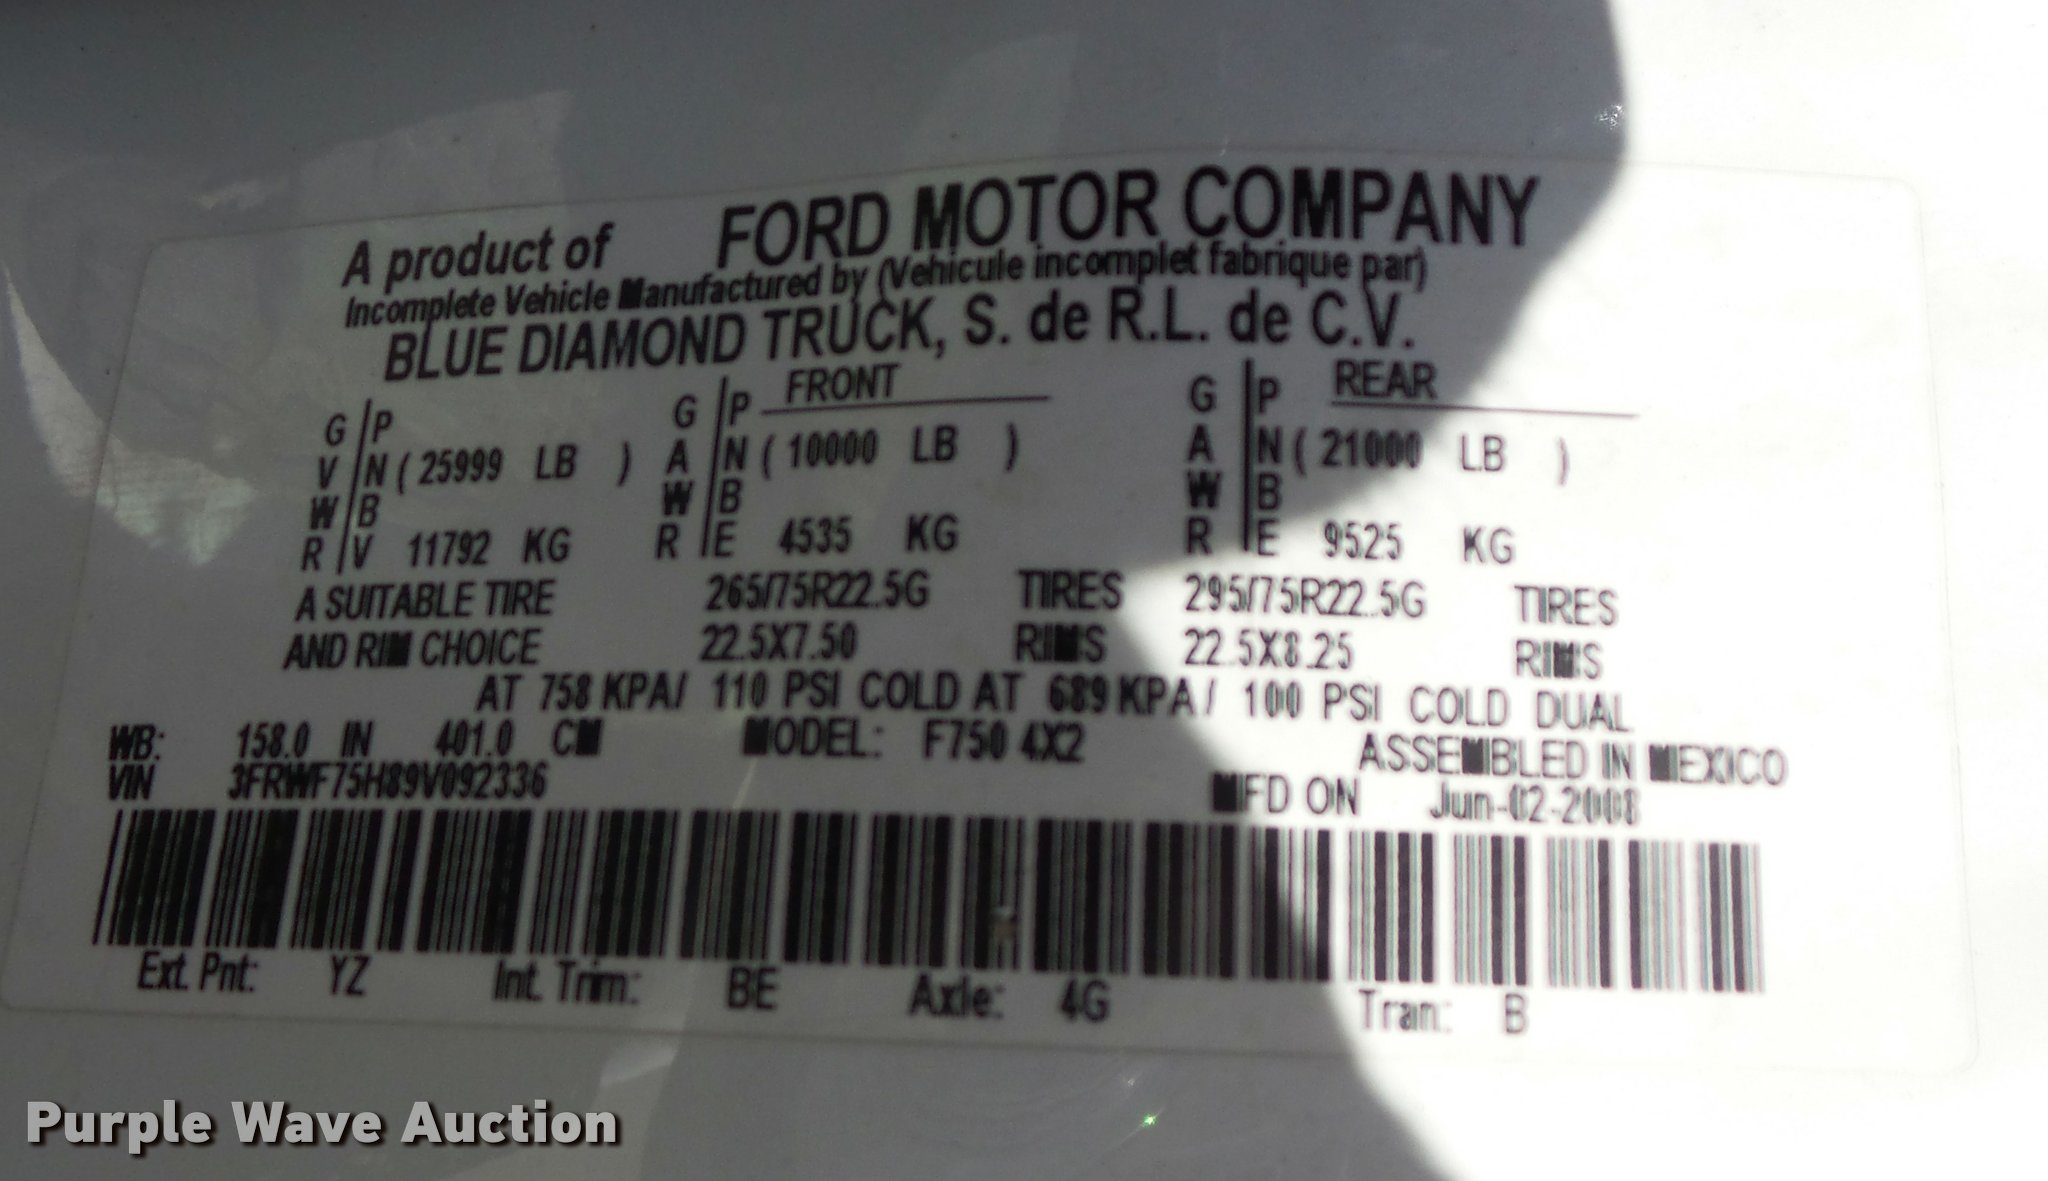 A product of FORD MOTOR COMPANY
Incomplete Vehicle Manufactured by (Vehicule incomplet fabrique par)
BLUE DIAMOND TRUCK, S. de R.L. de C.V.
FRONT REAR
G P G P G P
V N ( 25999 LB ) A N ( 10000 LB ) A N ( 21000 LB )
W B W B W B
R V 11792 KG R E 4535 KG R E 9525 KG
A SUITABLE TIRE 265/75R22.5G TIRES 295/75R22.5G TIRES
AND RIM CHOICE 22.5X7.50 RIMS 22.5X8.25 RIMS
AT 758 KPA/ 110 PSI COLD AT 689 KPA/ 100 PSI COLD DUAL
WB: 158.0 IN 401.0 CM MODEL: F750 4X2 ASSEMBLED IN MEXICO
VIN 3FRWF75H89V092336 MFD ON Jun-02-2008
Ext. Pnt: YZ Int. Trim: BE Axle: 4G Tran: B
Purple Wave Auction